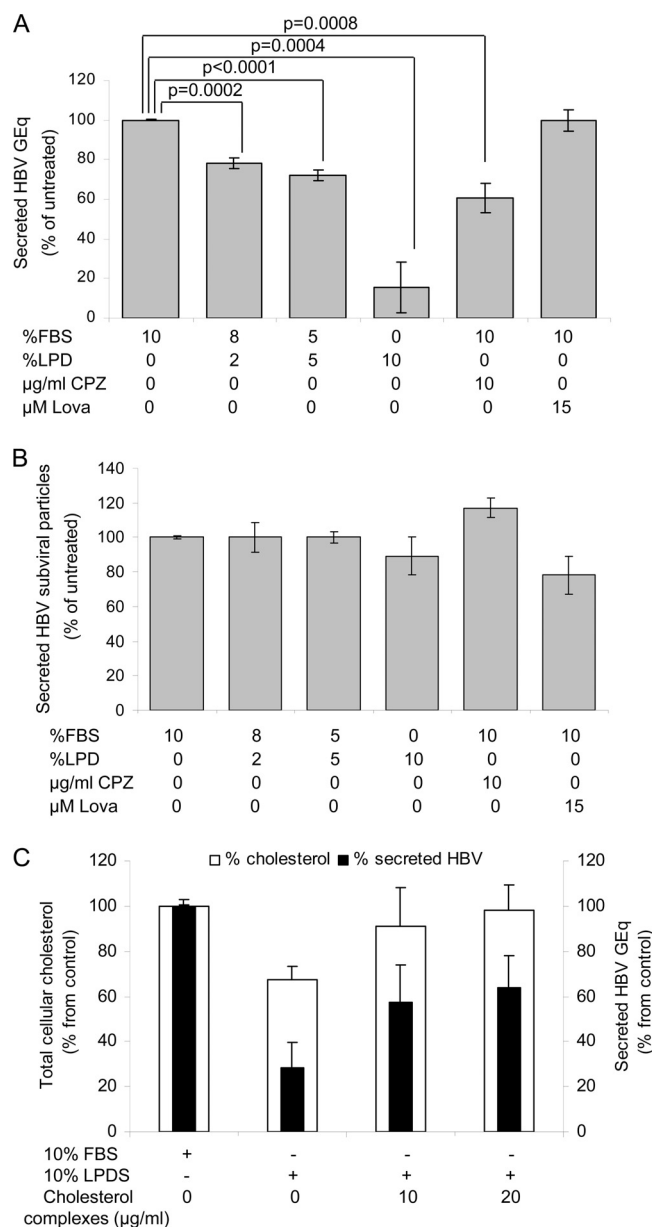 A
p=0.0008
p=0.0004
p<0.0001
p=0.0002
Secreted HBV GEq
(% of untreated)
120
100
80
60
40
20
0
%FBS 10 8 5 0 10 10
%LPD 0 2 5 10 0 0
µg/ml CPZ 0 0 0 0 10 0
µM Lova 0 0 0 0 0 15
B
Secreted HBV subviral particles
(% of untreated)
140
120
100
80
60
40
20
0
%FBS 10 8 5 0 10 10
%LPD 0 2 5 10 0 0
µg/ml CPZ 0 0 0 0 10 0
µM Lova 0 0 0 0 0 15
C
% cholesterol % secreted HBV
Total cellular cholesterol
(% from control)
120 120
100 100
80 80
60 60
40 40
20 20
0 0
Secreted HBV GEq
(% from control)
10% FBS + - - -
10% LPDS - + + +
Cholesterol 0 0 10 20
complexes (µg/ml)